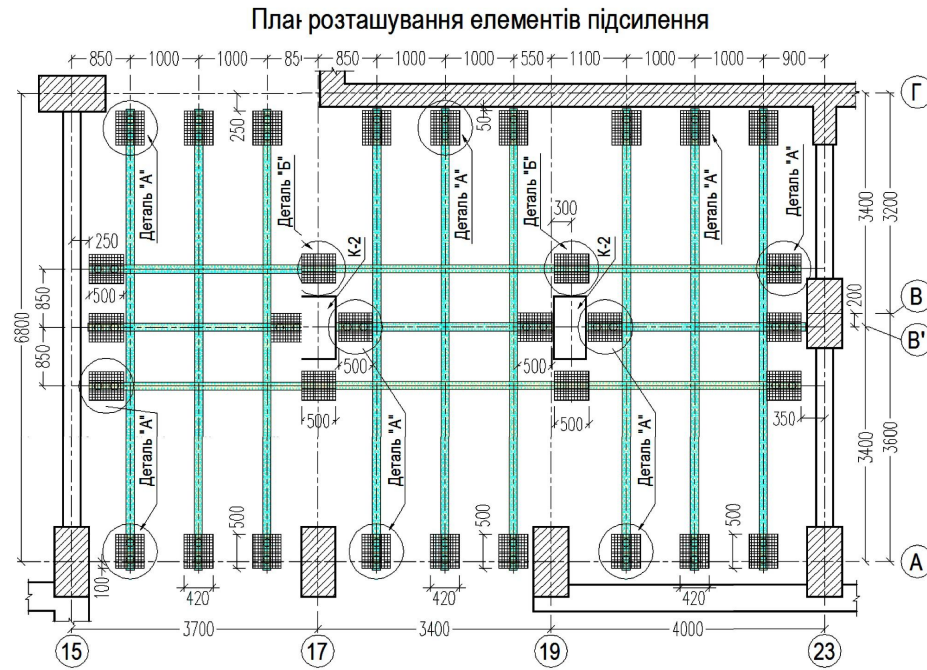 План розташування елементів підсилення
850 1000 1000 85 850 1000 1000 550 1100 1000 1000 900
Г
250
50
Деталь "А"
Деталь "Б"
Деталь "А"
Деталь "Б"
Деталь "А"
Деталь "А"
3400
3200
300
К-2
К-2
250
500
850
6800
850
200
В
В'
500
500
500
500
350
Деталь "А"
Деталь "А"
Деталь "А"
3400
3600
500
500
500
100
420
420
420
А
3700 3400 4000
15 17 19 23